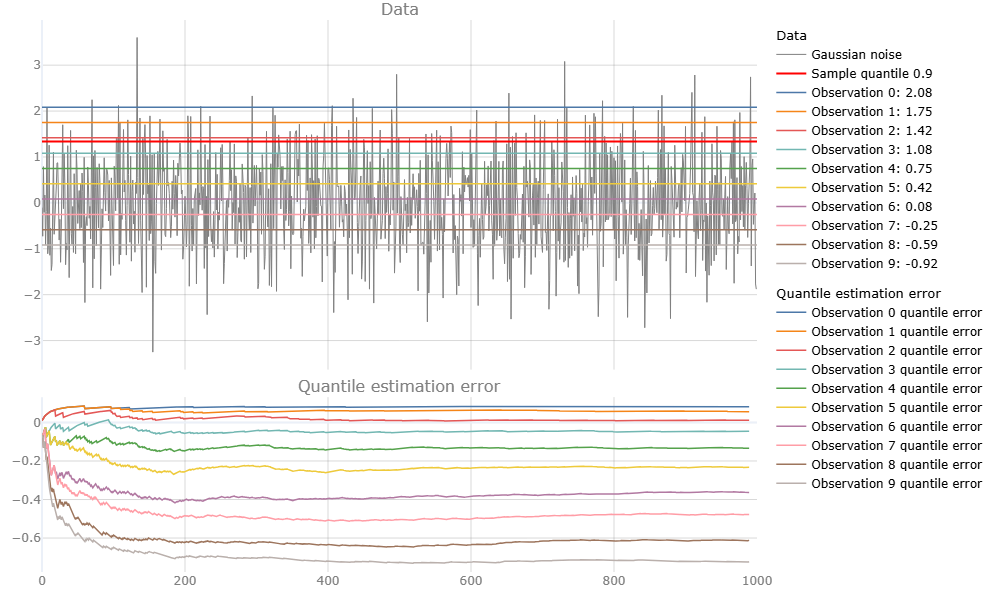 Data
3
2
1
0
−1
−2
−3
Data
Gaussian noise
Sample quantile 0.9
Observation 0: 2.08
Observation 1: 1.75
Observation 2: 1.42
Observation 3: 1.08
Observation 4: 0.75
Observation 5: 0.42
Observation 6: 0.08
Observation 7: -0.25
Observation 8: -0.59
Observation 9: -0.92
Quantile estimation error
Observation 0 quantile error
Observation 1 quantile error
Observation 2 quantile error
Observation 3 quantile error
Observation 4 quantile error
Observation 5 quantile error
Observation 6 quantile error
Observation 7 quantile error
Observation 8 quantile error
Observation 9 quantile error
Quantile estimation error
0
−0.2
−0.4
−0.6
0 200 400 600 800 1000